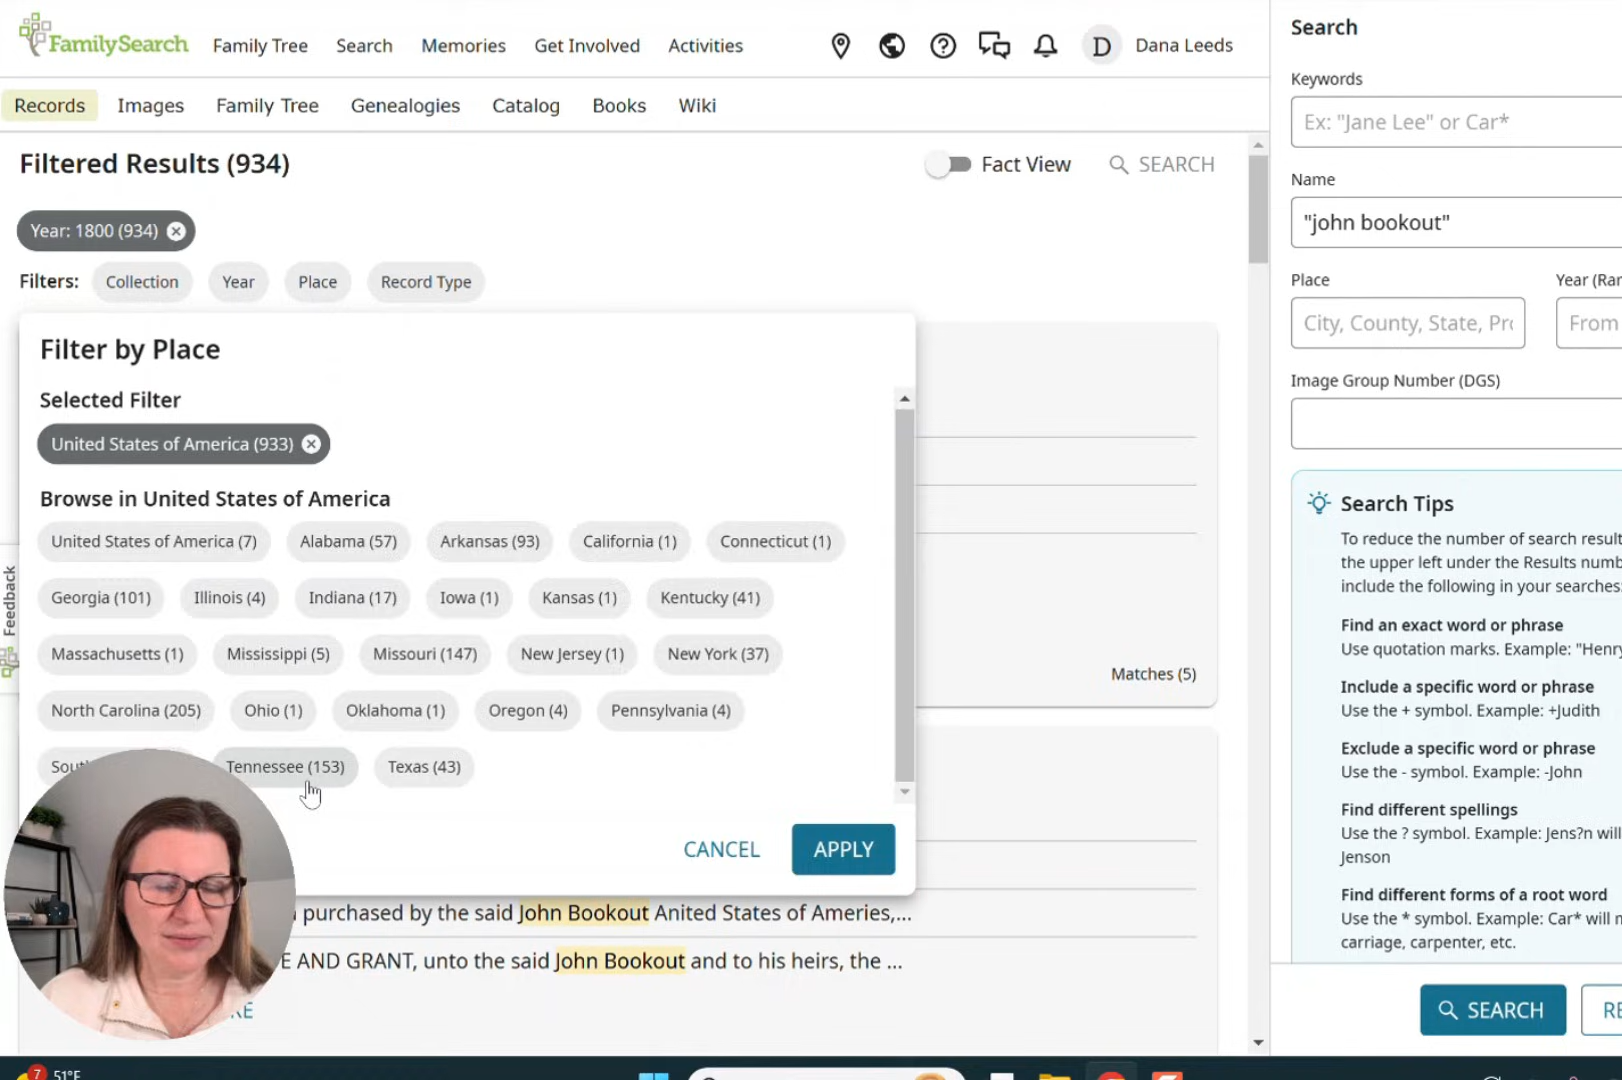 FamilySearch Family Tree Search Memories Get Involved Activities D Dana Leeds
Records Images Family Tree Genealogies Catalog Books Wiki
Filtered Results (934) Fact View SEARCH
Year: 1800 (934)
Filters: Collection Year Place Record Type
Filter by Place
Selected Filter
United States of America (933)
Browse in United States of America
United States of America (7) Alabama (57) Arkansas (93) California (1) Connecticut (1)
Georgia (101) Illinois (4) Indiana (17) Iowa (1) Kansas (1) Kentucky (41)
Massachusetts (1) Mississippi (5) Missouri (147) New Jersey (1) New York (37)
North Carolina (205) Ohio (1) Oklahoma (1) Oregon (4) Pennsylvania (4)
Tennessee (153) Texas (43)
CANCEL APPLY
Matches (5)
purchased by the said John Bookout Anited States of Ameries,...
E AND GRANT, unto the said John Bookout and to his heirs, the ...
RE
Feedback
Search
Keywords
Ex: "Jane Lee" or Car*
Name
"john bookout"
Place Year (Ran
City, County, State, Pro From
Image Group Number (DGS)
Search Tips
To reduce the number of search result
the upper left under the Results numb
include the following in your searches:
Find an exact word or phrase
Use quotation marks. Example: "Henry
Include a specific word or phrase
Use the + symbol. Example: +Judith
Exclude a specific word or phrase
Use the - symbol. Example: -John
Find different spellings
Use the ? symbol. Example: Jens?n will
Jenson
Find different forms of a root word
Use the * symbol. Example: Car* will m
carriage, carpenter, etc.
SEARCH RE
7 51°F